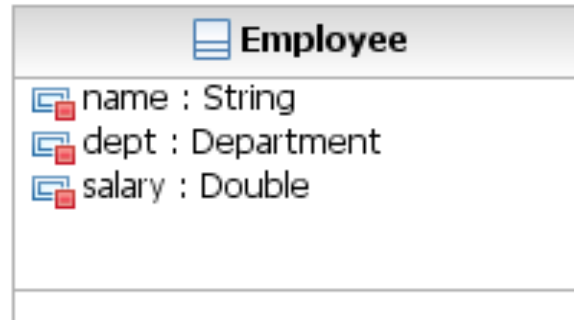 Employee
name : String
dept : Department
salary : Double